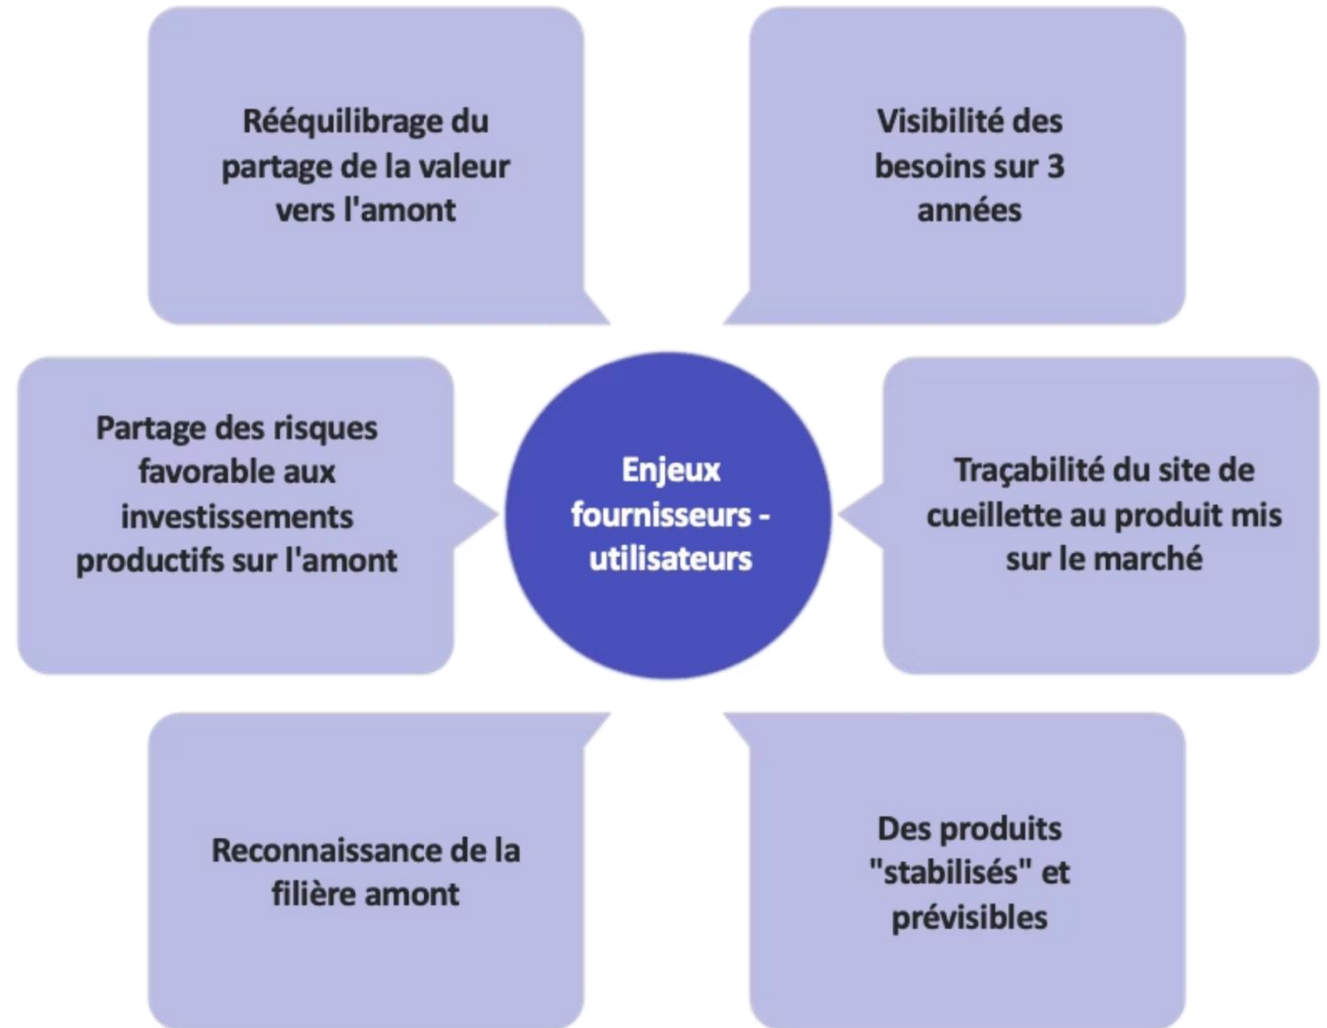 Rééquilibrage du
partage de la valeur
vers l'amont
Visibilité des
besoins sur 3
années
Partage des risques
favorable aux
investissements
productifs sur l'amont
Enjeux
fournisseurs -
utilisateurs
Traçabilité du site de
cueillette au produit mis
sur le marché
Reconnaissance de la
filière amont
Des produits
"stabilisés" et
prévisibles